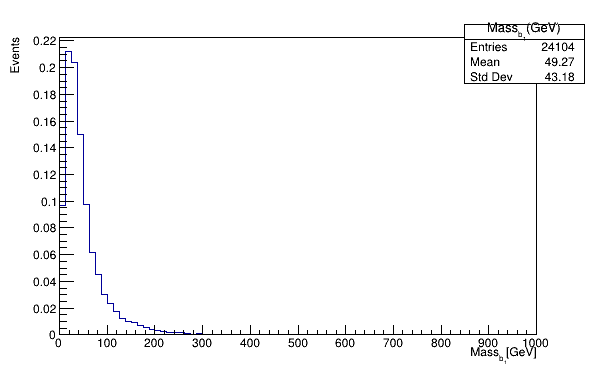 Mass_b_1(GeV)
Entries 24104
Mean 49.27
Std Dev 43.18
Events
0.22
0.2
0.18
0.16
0.14
0.12
0.1
0.08
0.06
0.04
0.02
0
0 100 200 300 400 500 600 700 800 900 1000
Mass_b_1[GeV]